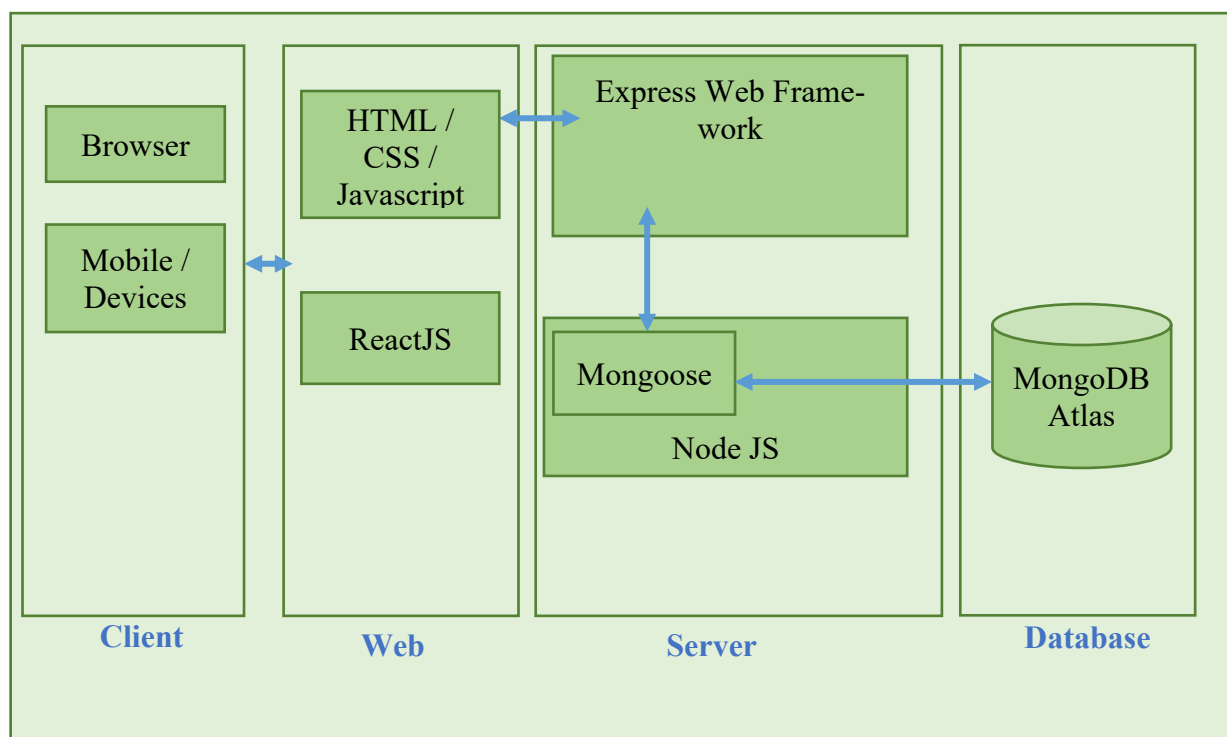 Browser
Mobile /
Devices
HTML /
CSS /
Javascript
ReactJS
Express Web Frame-
work
Mongoose
Node JS
MongoDB
Atlas
Client
Web
Server
Database